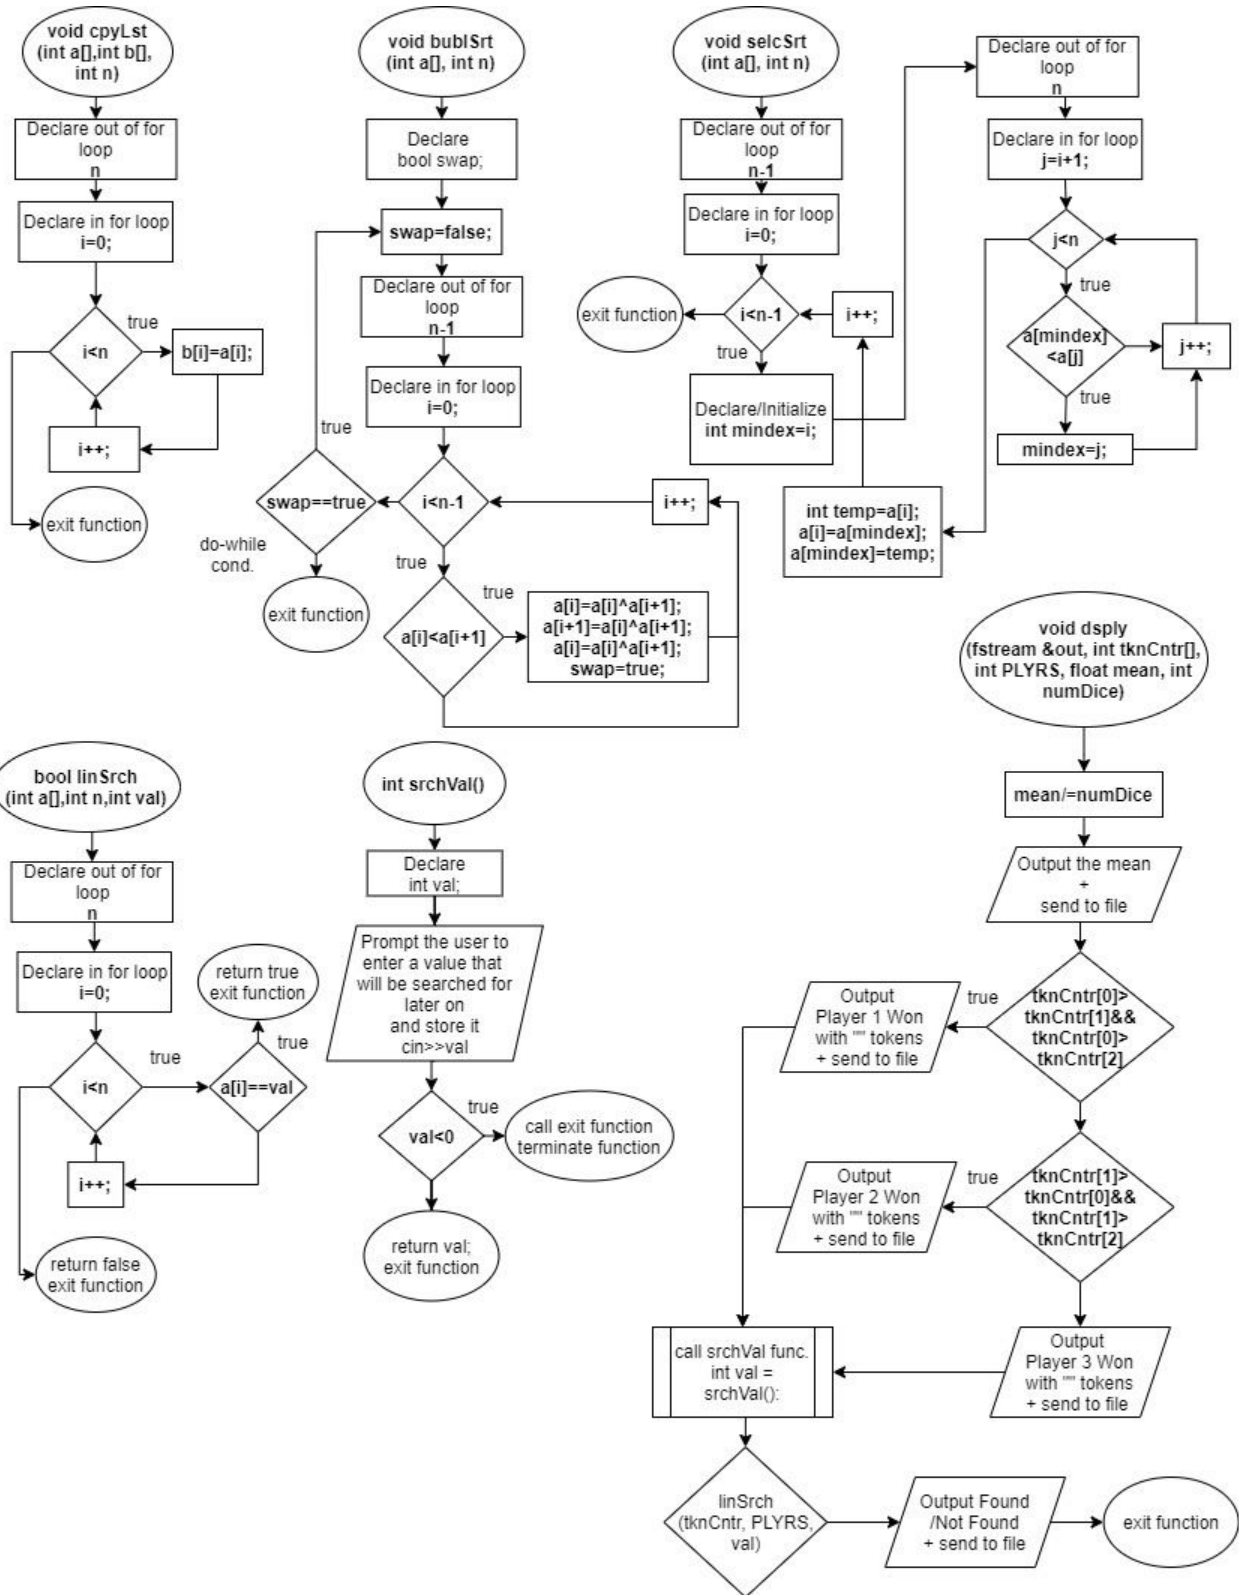 void cpyLst
(int a[],int b[],
int n)
Declare out of for
loop
n
Declare in for loop
i=0;
i<n
true
b[i]=a[i];
i++;
exit function
void bublSrt
(int a[], int n)
Declare
bool swap;
swap=false;
Declare out of for
loop
n-1
Declare in for loop
i=0;
i<n-1
true
swap==true
true
do-while
cond.
exit function
a[i]<a[i+1]
true
a[i]=a[i]^a[i+1];
a[i+1]=a[i]^a[i+1];
a[i]=a[i]^a[i+1];
swap=true;
i++;
void selcSrt
(int a[], int n)
Declare out of for
loop
n-1
Declare in for loop
i=0;
i<n-1
exit function
i++;
true
Declare/Initialize
int mindex=i;
Declare out of for
loop
n
Declare in for loop
j=i+1;
j<n
true
a[mindex]
<a[j]
j++;
true
mindex=j;
int temp=a[i];
a[i]=a[mindex];
a[mindex]=temp;
bool linSrch
(int a[],int n,int val)
Declare out of for
loop
n
Declare in for loop
i=0;
return true
exit function
i<n
true
true
a[i]==val
i++;
return false
exit function
int srchVal()
Declare
int val;
Prompt the user to
enter a value that
will be searched for
later on
and store it
cin>>val
val<0
true
call exit function
terminate function
return val;
exit function
void dsply
(fstream &out, int tknCntr[],
int PLYRS, float mean, int
numDice)
mean/=numDice
Output the mean
+
send to file
tknCntr[0]>
tknCntr[1]&&
tknCntr[0]>
tknCntr[2]
true
Output
Player 1 Won
with "" tokens
+ send to file
tknCntr[1]>
tknCntr[0]&&
tknCntr[1]>
tknCntr[2]
true
Output
Player 2 Won
with "" tokens
+ send to file
Output
Player 3 Won
with "" tokens
+ send to file
call srchVal func.
int val =
srchVal():
linSrch
(tknCntr, PLYRS,
val)
Output Found
/Not Found
+ send to file
exit function